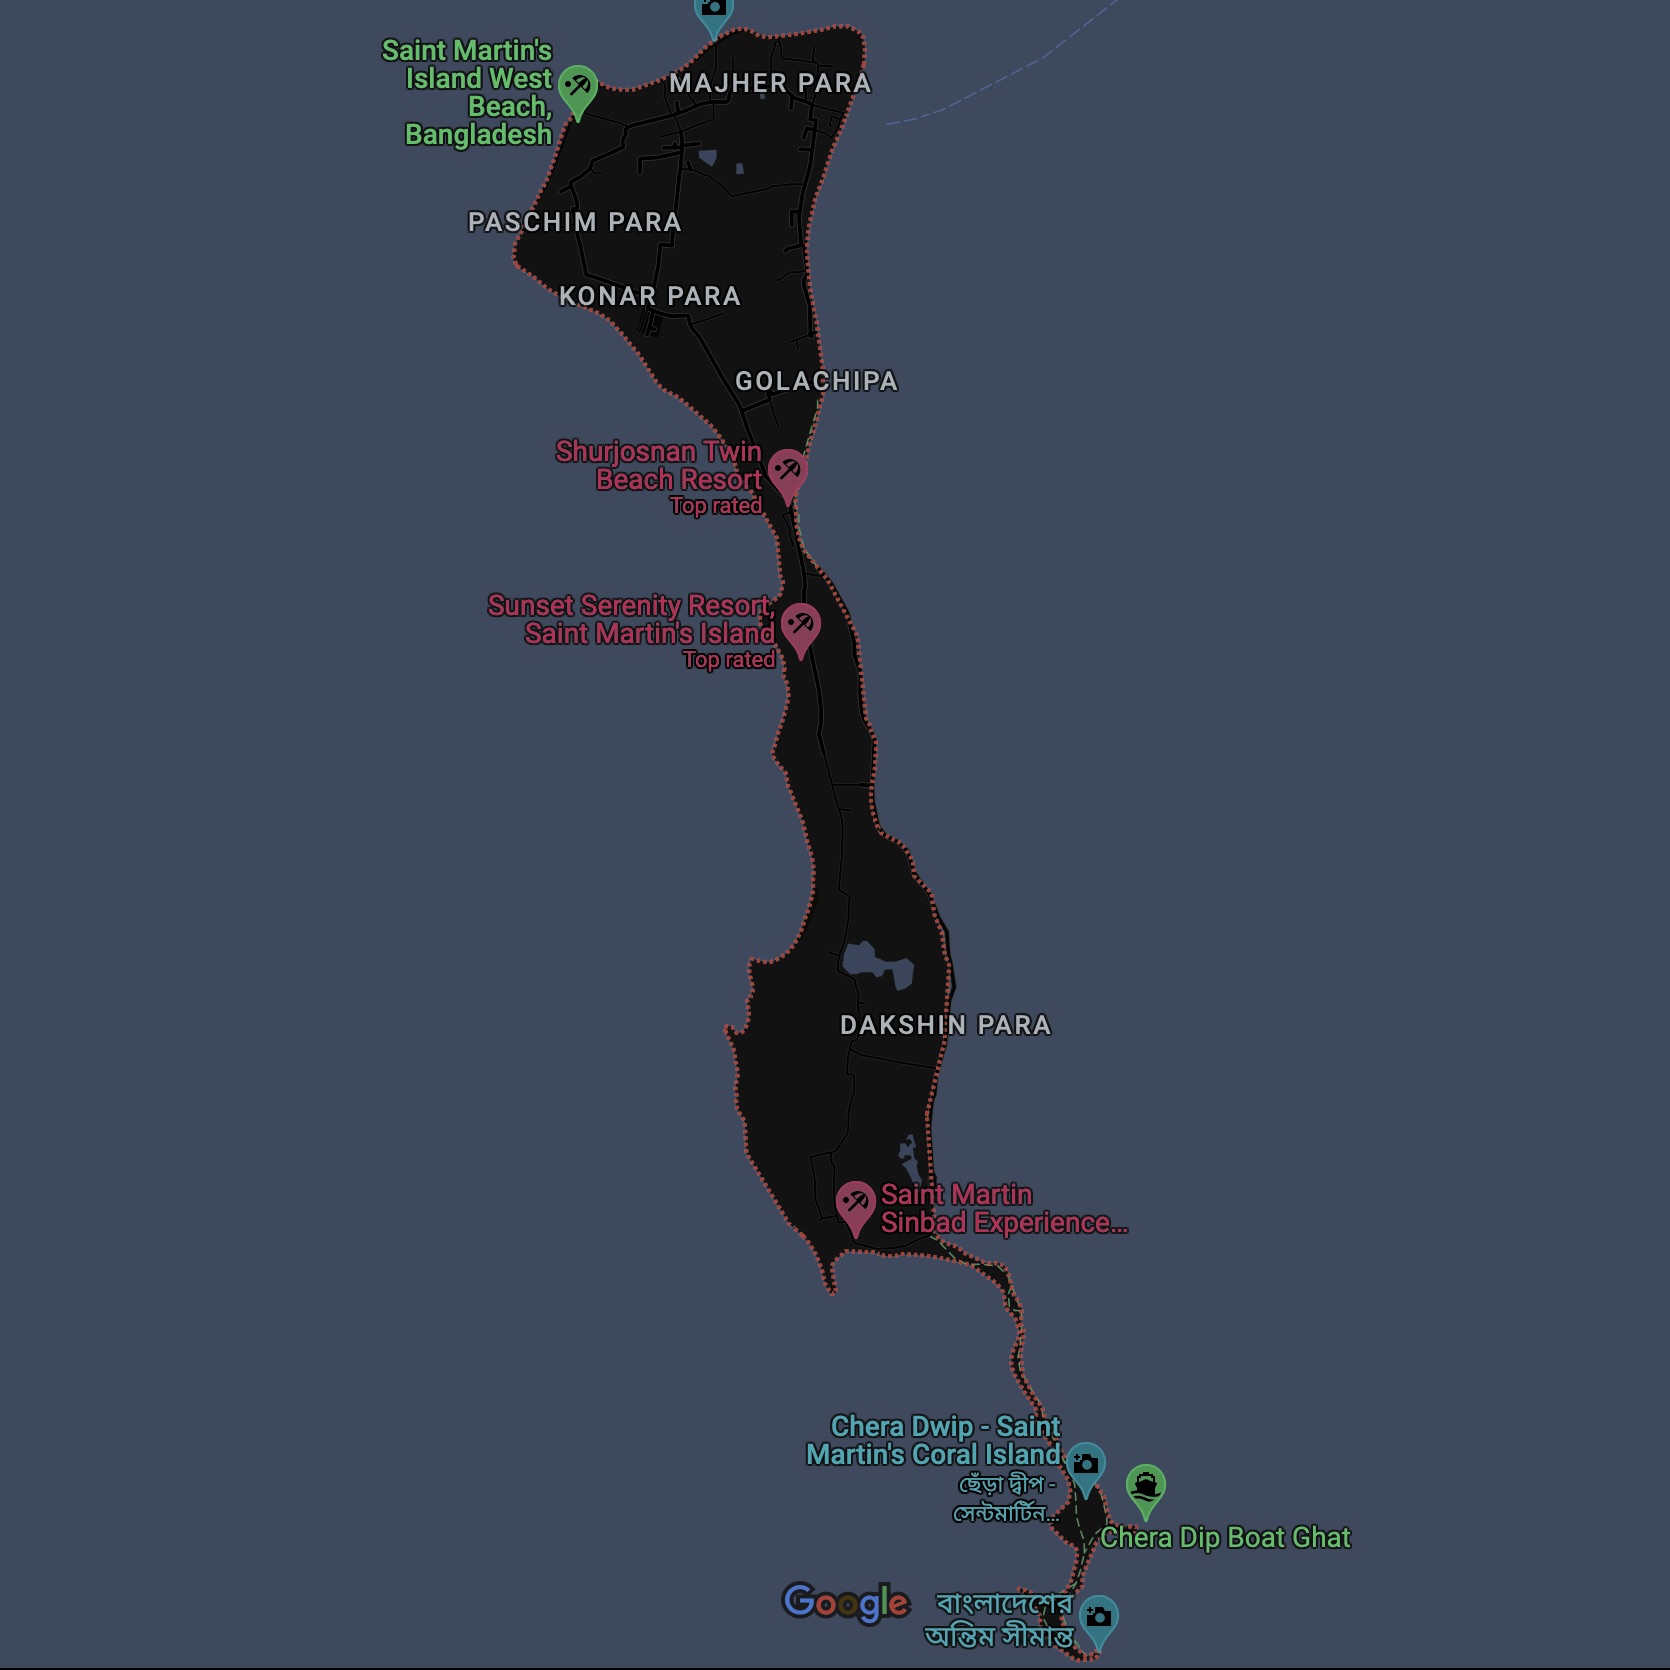 Saint Martin's
Island West
Beach,
Bangladesh
MAJHER PARA
PASCHIM PARA
KONAR PARA
GOLACHIPA
Shurjosnan Twin
Beach Resort
Top rated
Sunset Serenity Resort,
Saint Martin's Island
Top rated
DAKSHIN PARA
Saint Martin
Sinbad Experience...
Chera Dwip - Saint
Martin's Coral Island
ছেঁড়া দ্বীপ -
সেন্টমার্টিন...
Chera Dip Boat Ghat
Google
বাংলাদেশের
অন্তিম সীমান্ত